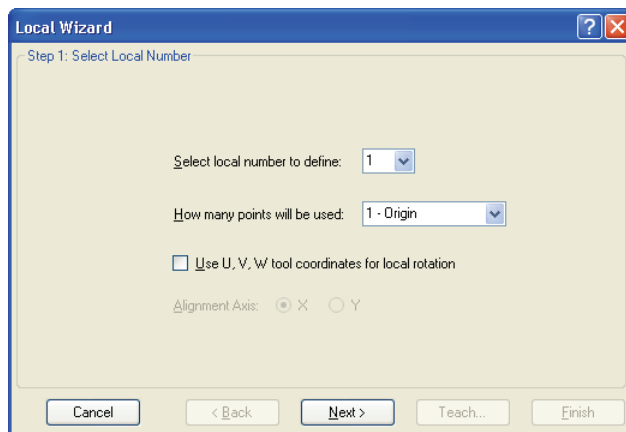 Local Wizard
Step 1: Select Local Number
Select local number to define: 1
How many points will be used: 1 - Origin
Use U, V, W tool coordinates for local rotation
Alignment Axis: X Y
Cancel < Back Next > Teach... Finish